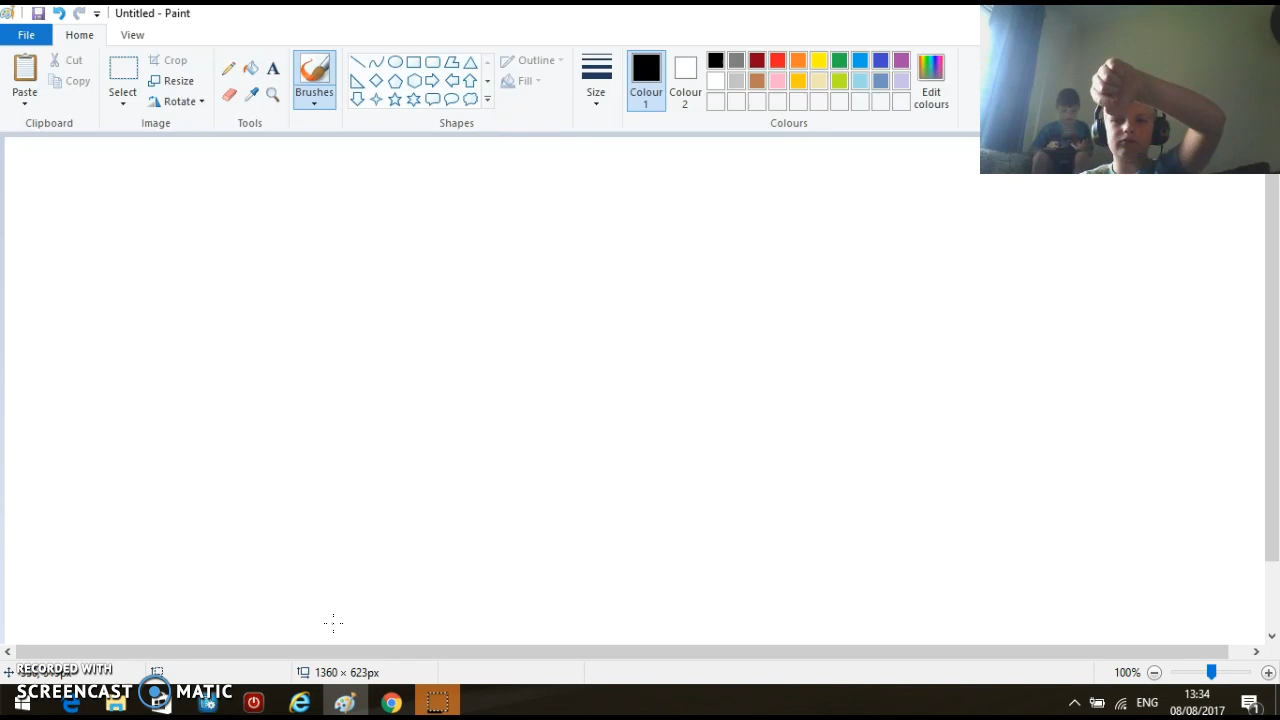 Untitled - Paint
File Home View
Paste
Cut
Copy
Clipboard
Select
Crop
Resize
Rotate
Image
A
Tools
Brushes
Outline
Fill
Shapes
Size
Colour 1
Colour 2
Edit colours
Colours
1360 × 623px
100%
RECORDED WITH
SCREENCAST MATIC
ENG
13:34
08/08/2017
1